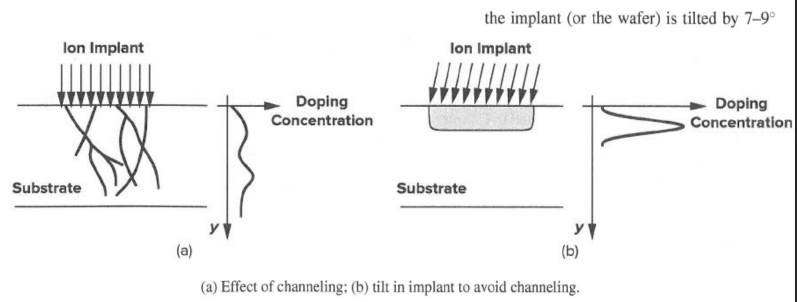 the implant (or the wafer) is tilted by 7–9°
Ion Implant
Doping
Concentration
Substrate
y
(a)
Ion Implant
Doping
Concentration
Substrate
y
(b)
(a) Effect of channeling; (b) tilt in implant to avoid channeling.